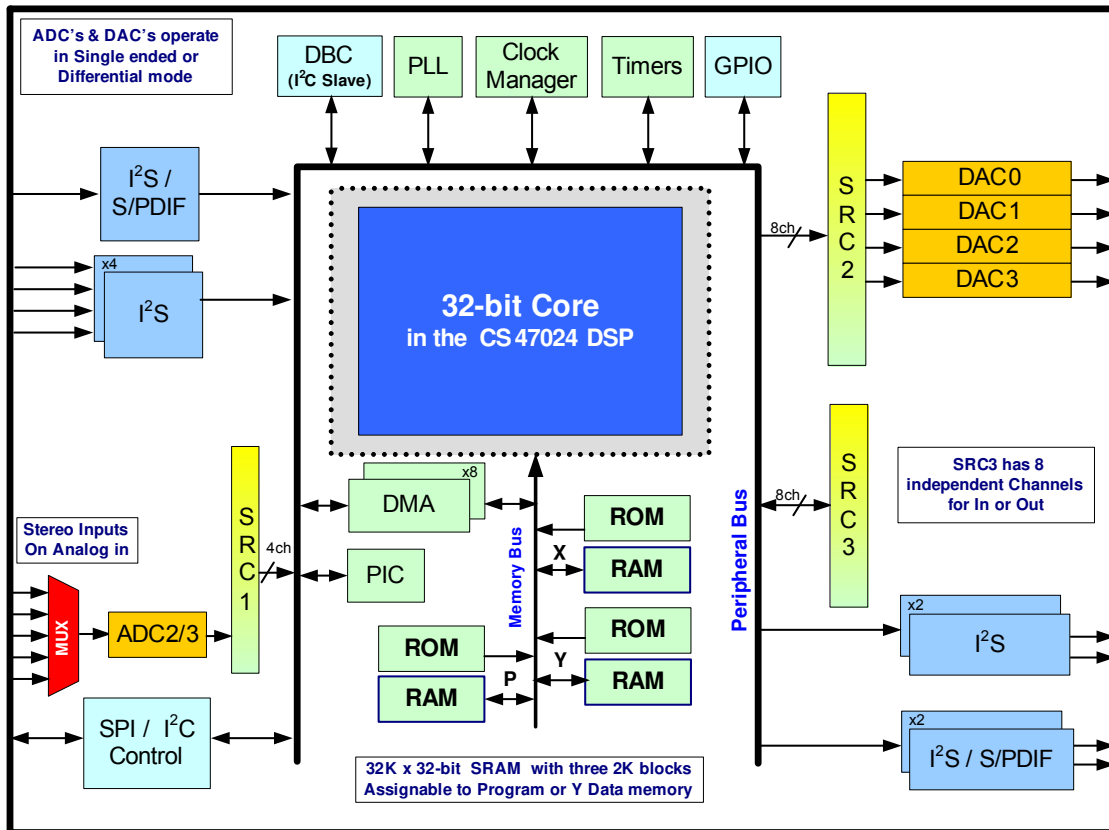 ADC's & DAC's operate
in Single ended or
Differential mode
DBC
(I²C Slave)
PLL
Clock
Manager
Timers
GPIO
I²S /
S/PDIF
x4
I²S
32-bit Core
in the CS47024 DSP
8ch
SRC2
DAC0
DAC1
DAC2
DAC3
Stereo Inputs
On Analog in
MUX
ADC2/3
SRC1
4ch
x8
DMA
PIC
Memory Bus
ROM
X
RAM
ROM
Y
RAM
ROM
P
RAM
Peripheral Bus
8ch
SRC3
SRC3 has 8
independent Channels
for In or Out
x2
I²S
x2
I²S / S/PDIF
SPI / I²C
Control
32K x 32-bit SRAM with three 2K blocks
Assignable to Program or Y Data memory